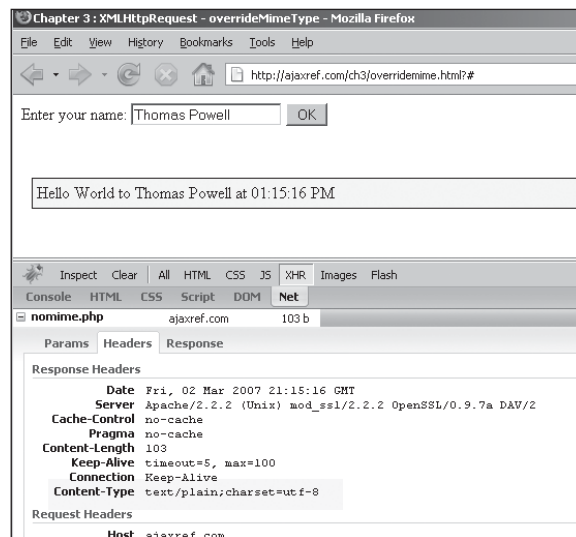 Chapter 3 : XMLHttpRequest - overrideMimeType - Mozilla Firefox
File Edit View History Bookmarks Tools Help
http://ajaxref.com/ch3/overridemime.html?#
Enter your name: Thomas Powell OK
Hello World to Thomas Powell at 01:15:16 PM
Inspect Clear All HTML CSS JS XHR Images Flash
Console HTML CSS Script DOM Net
nomime.php ajaxref.com 103 b
Params Headers Response
Response Headers
Date Fri, 02 Mar 2007 21:15:16 GMT
Server Apache/2.2.2 (Unix) mod_ssl/2.2.2 OpenSSL/0.9.7a DAV/2
Cache-Control no-cache
Pragma no-cache
Content-Length 103
Keep-Alive timeout=5, max=100
Connection Keep-Alive
Content-Type text/plain;charset=utf-8
Request Headers
Host ajaxref.com